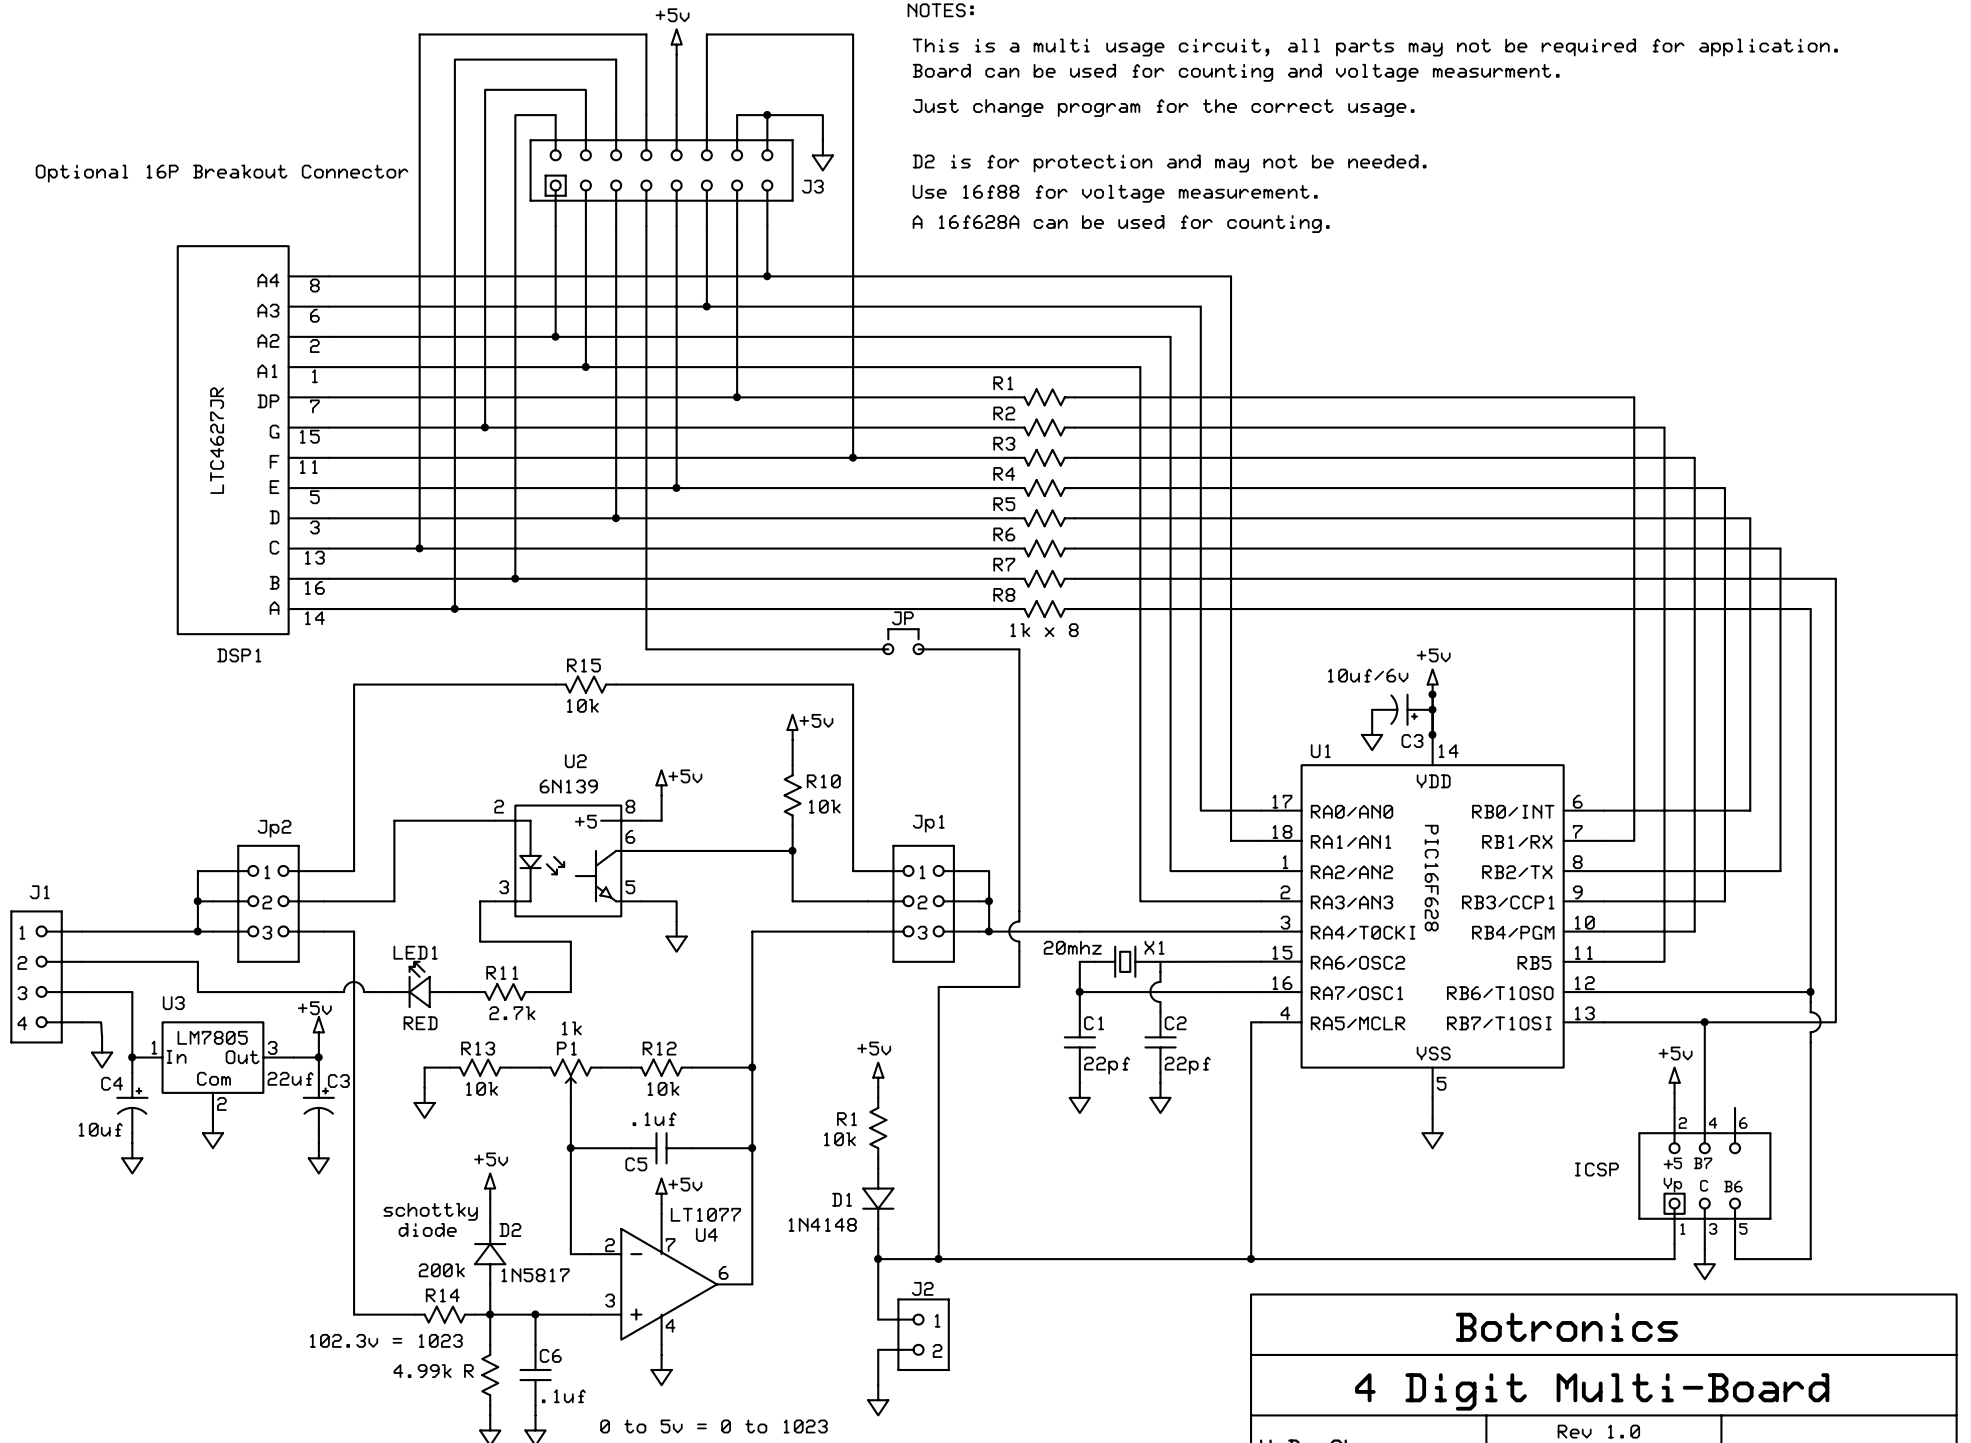 +5v
NOTES:
This is a multi usage circuit, all parts may not be required for application.
Board can be used for counting and voltage measurment.
Just change program for the correct usage.
D2 is for protection and may not be needed.
Use 16f88 for voltage measurement.
A 16f628A can be used for counting.
Optional 16P Breakout Connector
J3
LTC4627JR
A4 8
A3 6
A2 2
A1 1
DP 7
G 15
F 11
E 5
D 3
C 13
B 16
A 14
DSP1
R1
R2
R3
R4
R5
R6
R7
R8
1k x 8
JP
R15
10k
+5v
R10
10k
U2
6N139
2
3
+5
8
6
5
+5v
Jp2
1
2
3
Jp1
1
2
3
J1
1
2
3
4
LED1
RED
R11
2.7k
U3
LM7805
1 In Out 3
Com
2
+5v
22uf C3
C4
10uf
R13
10k
1k
P1
R12
10k
.1uf
C5
+5v
LT1077
U4
2 -
3 +
7
6
4
+5v
schottky
diode D2
1N5817
200k
R14
102.3v = 1023
4.99k R
C6
.1uf
0 to 5v = 0 to 1023
+5v
R1
10k
D1
1N4148
J2
1
2
20mhz X1
C1
22pf
C2
22pf
+5v
10uf/6v
C3
14
U1
VDD
PIC16F628
17 RA0/AN0
18 RA1/AN1
1 RA2/AN2
2 RA3/AN3
3 RA4/T0CKI
15 RA6/OSC2
16 RA7/OSC1
4 RA5/MCLR
RB0/INT 6
RB1/RX 7
RB2/TX 8
RB3/CCP1 9
RB4/PGM 10
RB5 11
RB6/T1OSO 12
RB7/T1OSI 13
VSS
5
+5v
2 4 6
ICSP
+5 B7
Vp C B6
1 3 5
Botronics
4 Digit Multi-Board
Rev 1.0